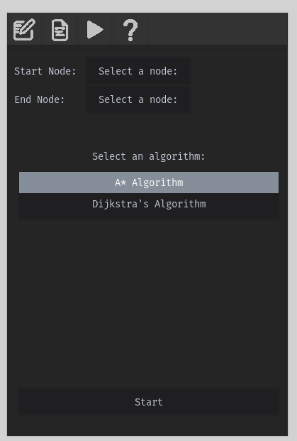 Start Node: Select a node:
End Node: Select a node:
Select an algorithm:
A* Algorithm
Dijkstra's Algorithm
Start